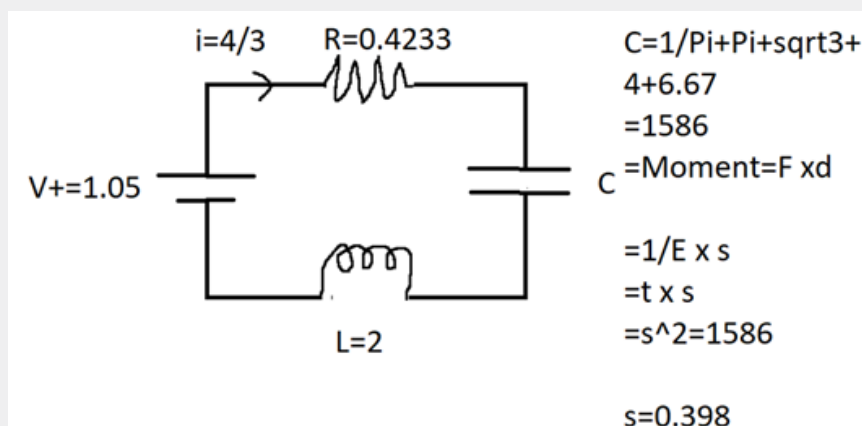 i=4/3
R=0.4233
C=1/Pi+Pi+sqrt3+
4+6.67
=1586
=Moment=F xd
V+=1.05
C
=1/E x s
=t x s
=s^2=1586
L=2
s=0.398